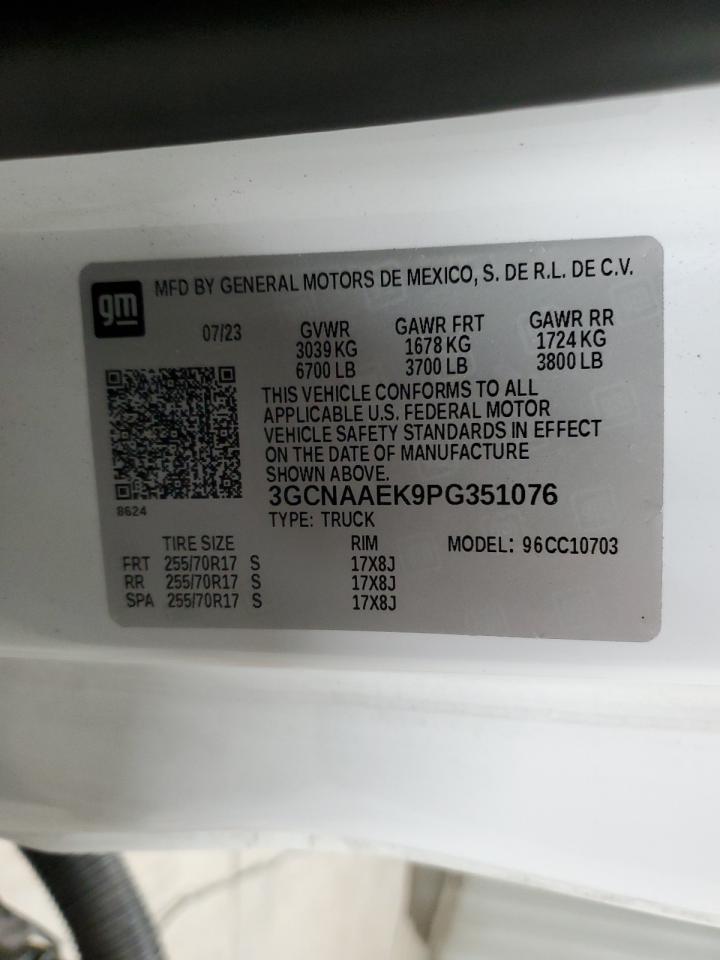 gm
MFD BY GENERAL MOTORS DE MEXICO, S. DE R.L. DE C.V.
07/23 GVWR GAWR FRT GAWR RR
3039 KG 1678 KG 1724 KG
6700 LB 3700 LB 3800 LB
THIS VEHICLE CONFORMS TO ALL
APPLICABLE U.S. FEDERAL MOTOR
VEHICLE SAFETY STANDARDS IN EFFECT
ON THE DATE OF MANUFACTURE
SHOWN ABOVE.
3GCNAAEK9PG351076
8624
TYPE: TRUCK
TIRE SIZE RIM MODEL: 96CC10703
FRT 255/70R17 S 17X8J
RR 255/70R17 S 17X8J
SPA 255/70R17 S 17X8J